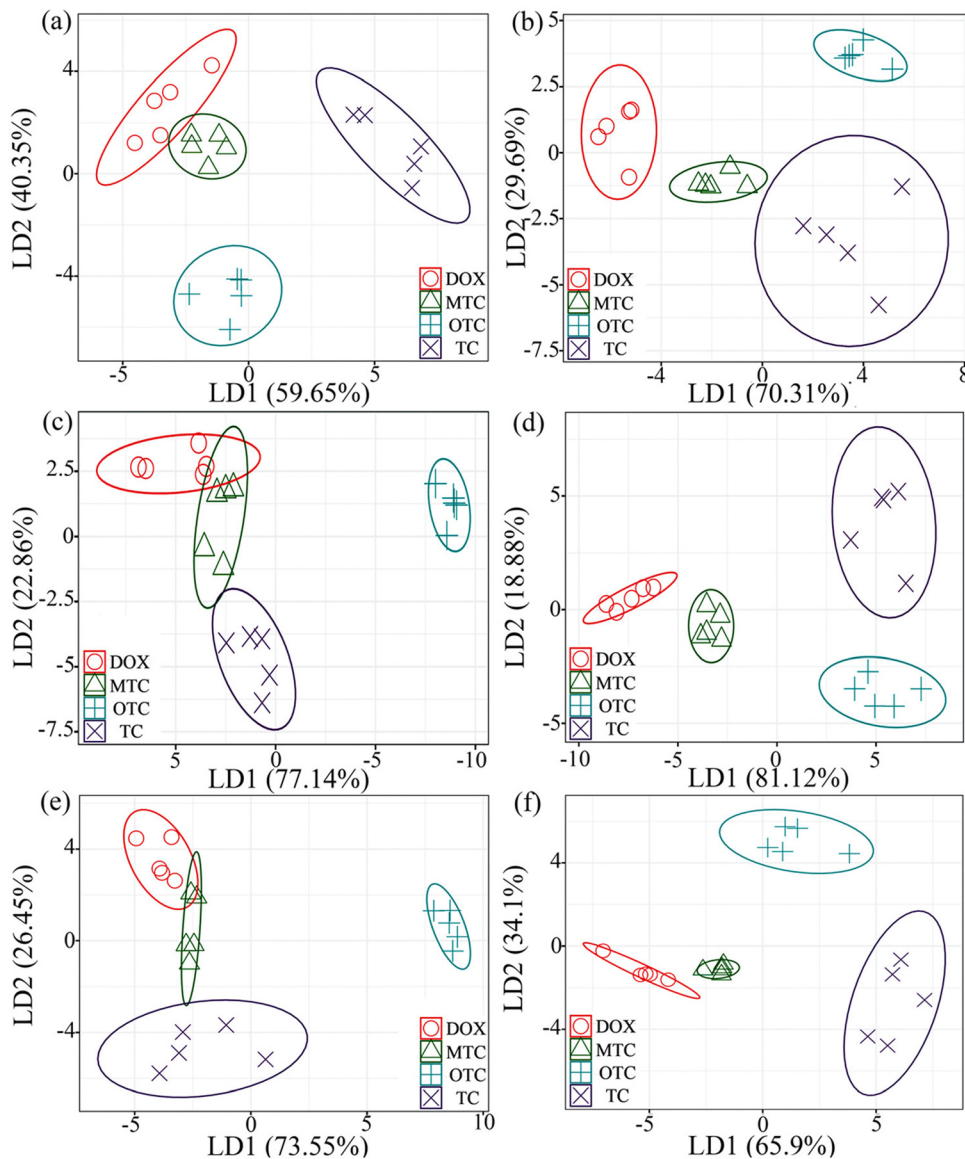 (a)
4
0
-4
LD2 (40.35%)
-5
0
5
LD1 (59.65%)
DOX
MTC
OTC
TC
(b)
5
2.5
0
-2.5
-5
-7.5
LD2 (29.69%)
-4
0
4
8
LD1 (70.31%)
DOX
MTC
OTC
TC
(c)
2.5
0
-2.5
-5
-7.5
LD2 (22.86%)
5
0
-5
-10
LD1 (77.14%)
DOX
MTC
OTC
TC
(d)
5
0
-5
LD2 (18.88%)
-10
-5
0
5
LD1 (81.12%)
DOX
MTC
OTC
TC
(e)
4
0
-4
LD2 (26.45%)
-5
0
5
10
LD1 (73.55%)
DOX
MTC
OTC
TC
(f)
4
0
-4
LD2 (34.1%)
-5
0
5
LD1 (65.9%)
DOX
MTC
OTC
TC